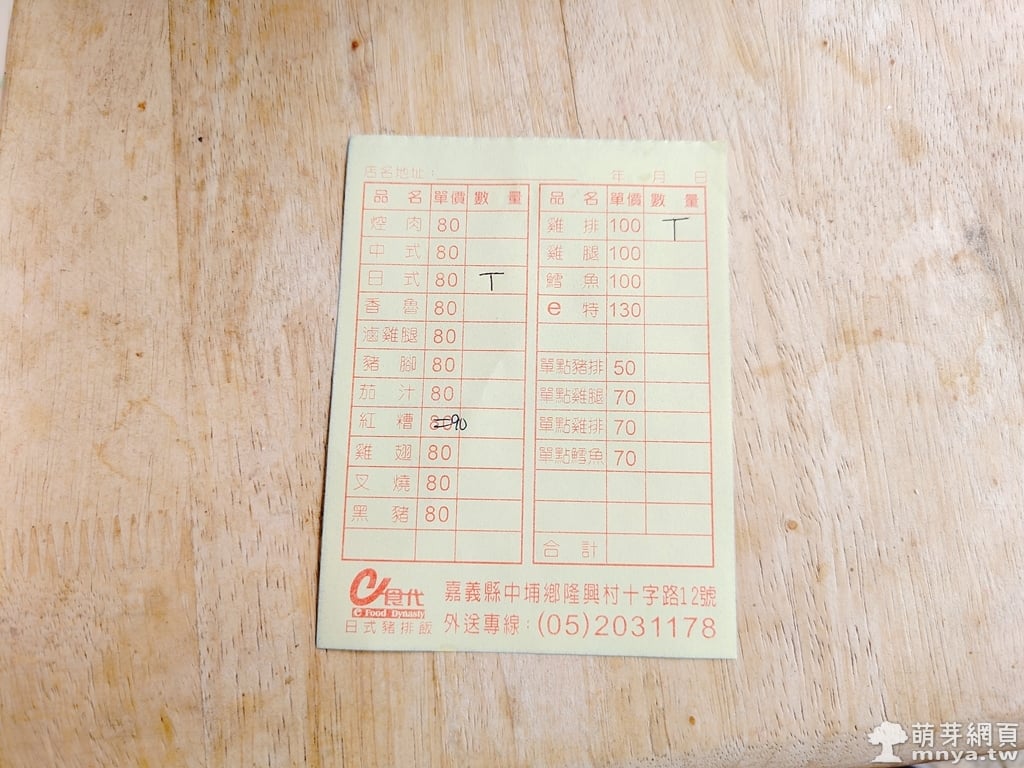 店名地址：　年　月　日
品名 單價 數量
焢肉 80
中式 80
日式 80 T
香魯 80
滷雞腿 80
豬腳 80
茄汁 80
紅糟 80 =90
雞翅 80
叉燒 80
黑豬 80
品名 單價 數量
雞排 100 T
雞腿 100
鱈魚 100
e特 130
單點豬排 50
單點雞腿 70
單點雞排 70
單點鱈魚 70
合計
e食代
e Food Dynasty
日式豬排飯
嘉義縣中埔鄉隆興村十字路12號
外送專線：(05)2031178
萌芽網頁
mnya.tw